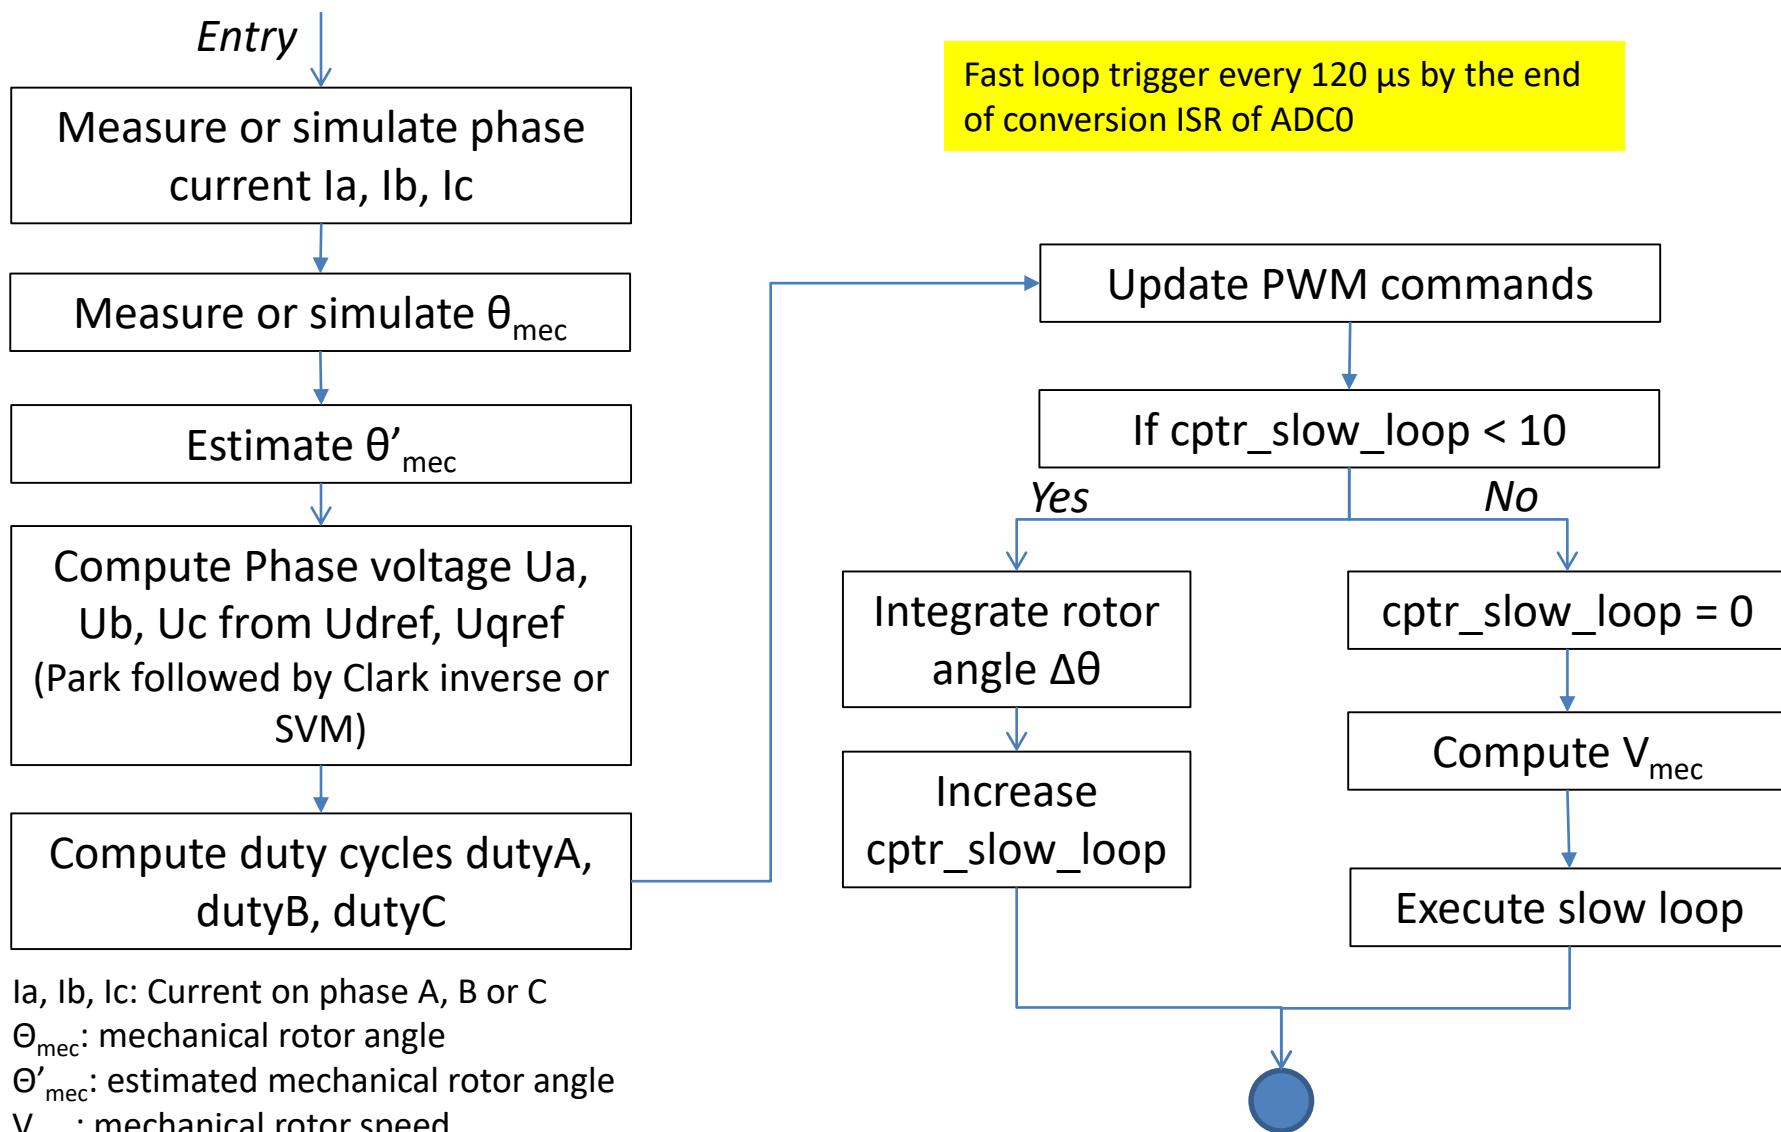 Entry
Measure or simulate phase
current Ia, Ib, Ic
Measure or simulate θmec
Estimate θ’mec
Compute Phase voltage Ua,
Ub, Uc from Udref, Uqref
(Park followed by Clark inverse or
SVM)
Compute duty cycles dutyA,
dutyB, dutyC
Fast loop trigger every 120 µs by the end
of conversion ISR of ADC0
Update PWM commands
If cptr_slow_loop < 10
Yes
No
Integrate rotor
angle Δθ
Increase
cptr_slow_loop
cptr_slow_loop = 0
Compute Vmec
Execute slow loop
Ia, Ib, Ic: Current on phase A, B or C
Θmec: mechanical rotor angle
Θ’mec: estimated mechanical rotor angle
V : mechanical rotor speed